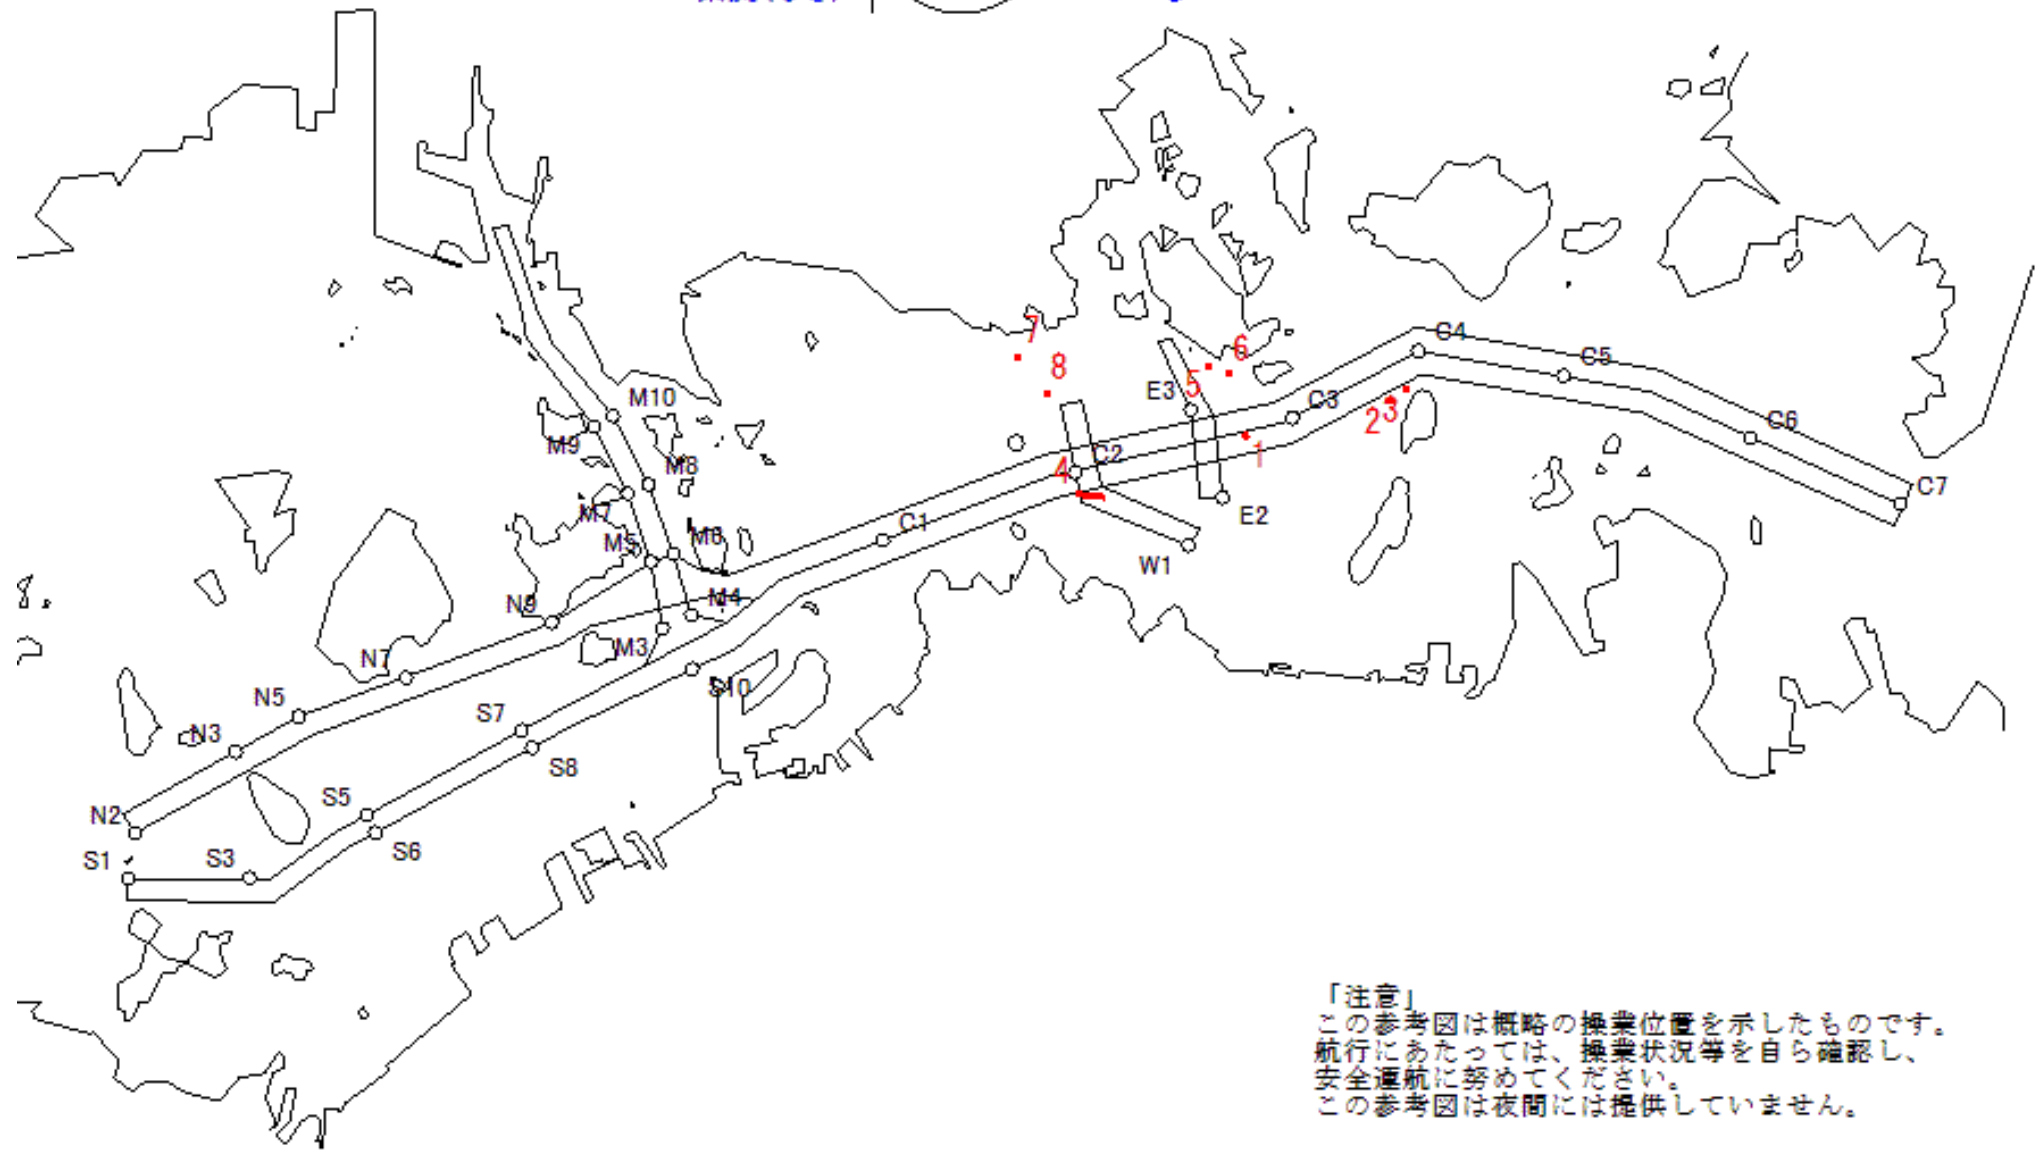 C4
7
6
C5
8
5
E3
M10
C3
2
3
C6
M9
1
M8
4
C2
C7
M7
E2
C1
M6
M5
W1
N9
M4
M3
N7
S10
N5
S7
N3
S8
S5
N2
S6
S1
S3
「注意」
この参考図は概略の操業位置を示したものです。
航行にあたっては、操業状況等を自ら確認し、
安全運航に努めてください。
この参考図は夜間には提供していません。